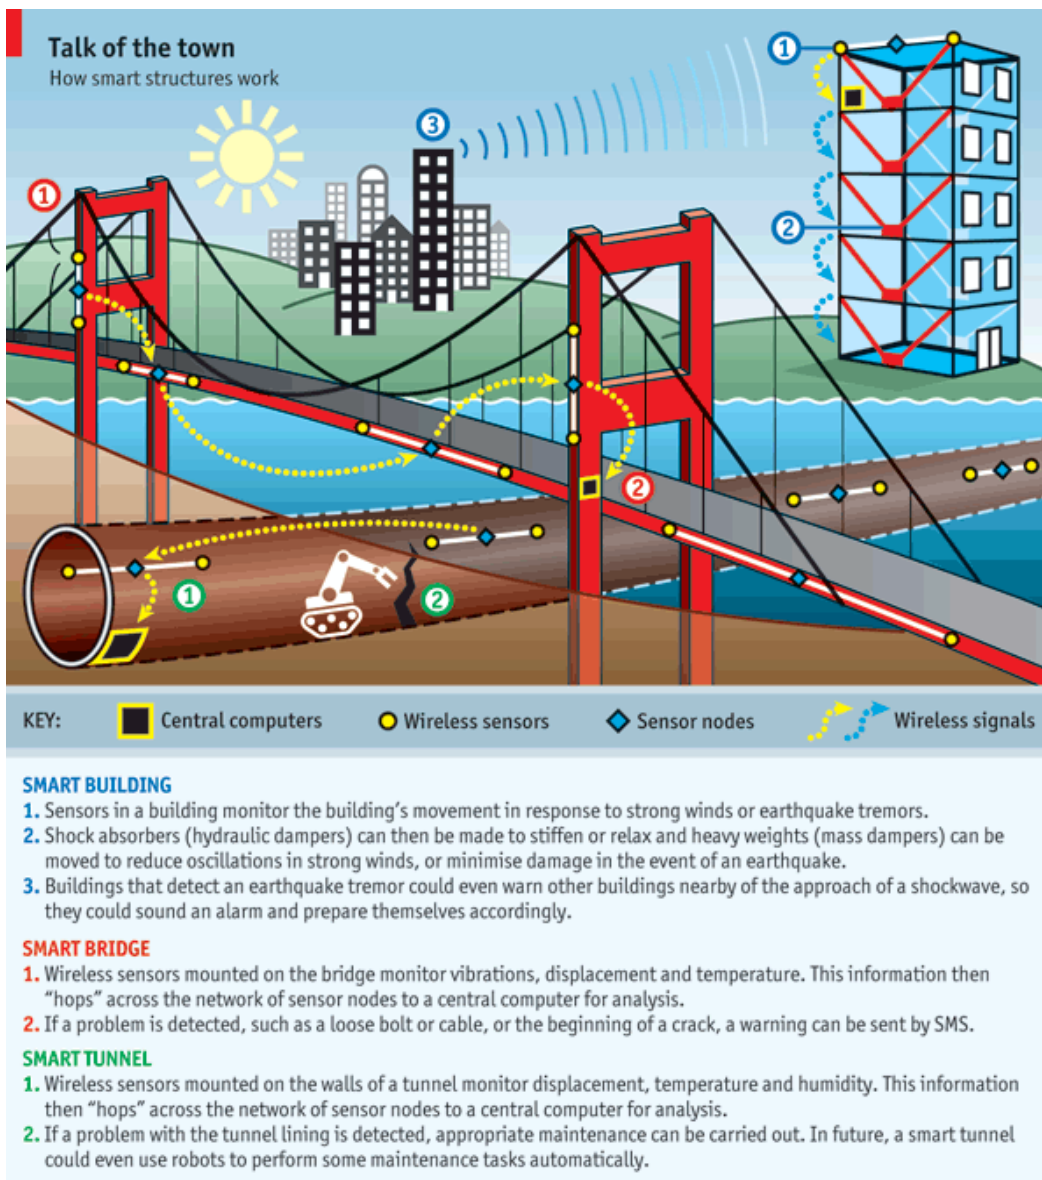 Talk of the town
How smart structures work
1
3
1
2
2
1
2
KEY:
Central computers
Wireless sensors
Sensor nodes
Wireless signals
SMART BUILDING
1. Sensors in a building monitor the building's movement in response to strong winds or earthquake tremors.
2. Shock absorbers (hydraulic dampers) can then be made to stiffen or relax and heavy weights (mass dampers) can be
moved to reduce oscillations in strong winds, or minimise damage in the event of an earthquake.
3. Buildings that detect an earthquake tremor could even warn other buildings nearby of the approach of a shockwave, so
they could sound an alarm and prepare themselves accordingly.
SMART BRIDGE
1. Wireless sensors mounted on the bridge monitor vibrations, displacement and temperature. This information then
“hops” across the network of sensor nodes to a central computer for analysis.
2. If a problem is detected, such as a loose bolt or cable, or the beginning of a crack, a warning can be sent by SMS.
SMART TUNNEL
1. Wireless sensors mounted on the walls of a tunnel monitor displacement, temperature and humidity. This information
then “hops” across the network of sensor nodes to a central computer for analysis.
2. If a problem with the tunnel lining is detected, appropriate maintenance can be carried out. In future, a smart tunnel
could even use robots to perform some maintenance tasks automatically.